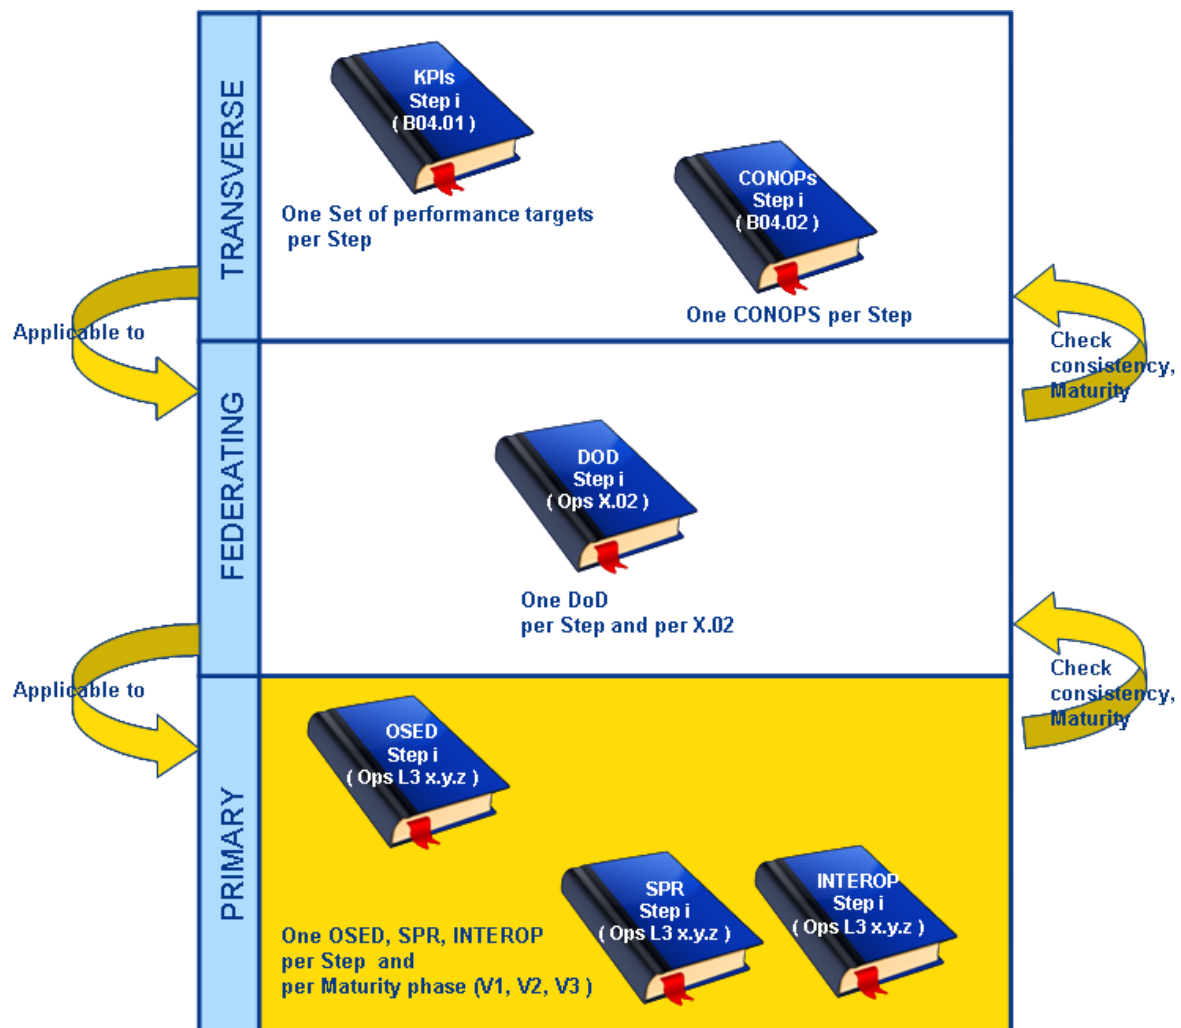 TRANSVERSE
KPIs
Step i
( B04.01 )
One Set of performance targets
per Step
CONOPs
Step i
( B04.02 )
One CONOPS per Step
Applicable to
Check
consistency,
Maturity
FEDERATING
DOD
Step i
( Ops X.02 )
One DoD
per Step and per X.02
Applicable to
Check
consistency,
Maturity
PRIMARY
OSED
Step i
( Ops L3 x.y.z )
SPR
Step i
( Ops L3 x.y.z )
INTEROP
Step i
( Ops L3 x.y.z )
One OSED, SPR, INTEROP
per Step and
per Maturity phase (V1, V2, V3 )